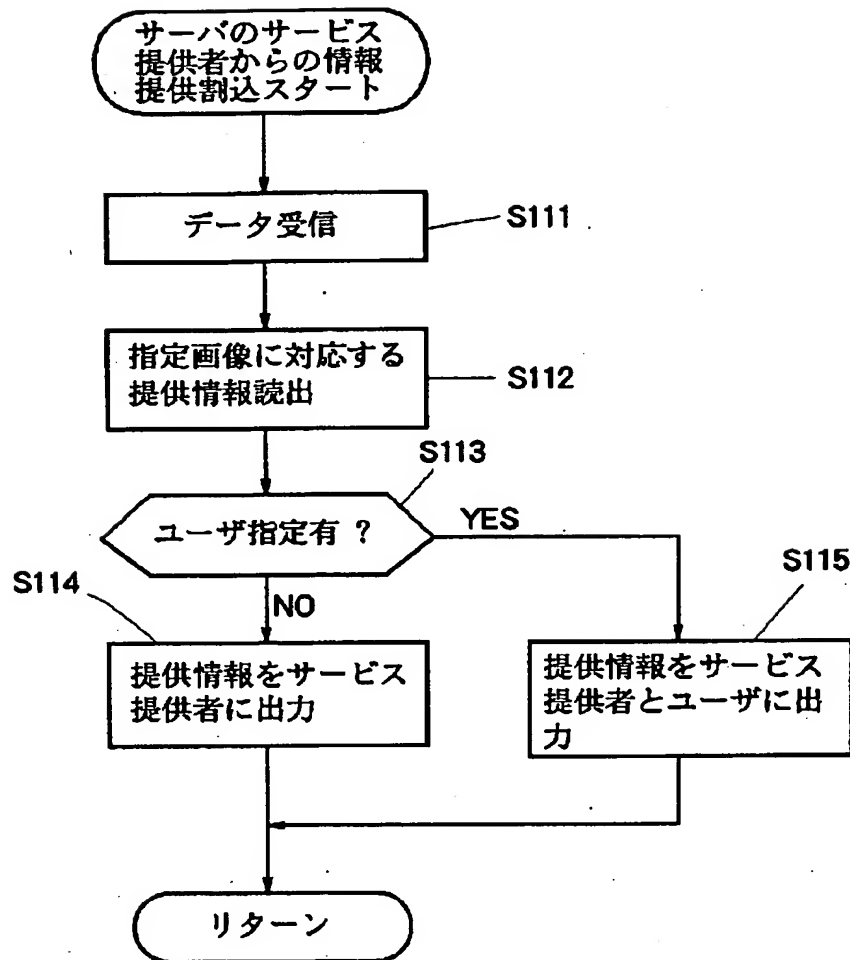 サーバのサービス
提供者からの情報
提供割込スタート
データ受信
S111
指定画像に対応する
提供情報読出
S112
S113
ユーザ指定有 ?
YES
S114
NO
S115
提供情報をサービス
提供者に出力
提供情報をサービス
提供者とユーザに出
力
リターン